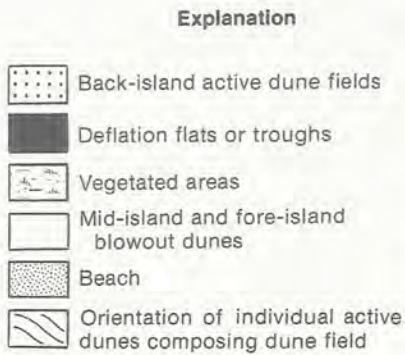 Explanation
Back-island active dune fields
Deflation flats or troughs
Vegetated areas
Mid-island and fore-island
blowout dunes
Beach
Orientation of individual active
dunes composing dune field